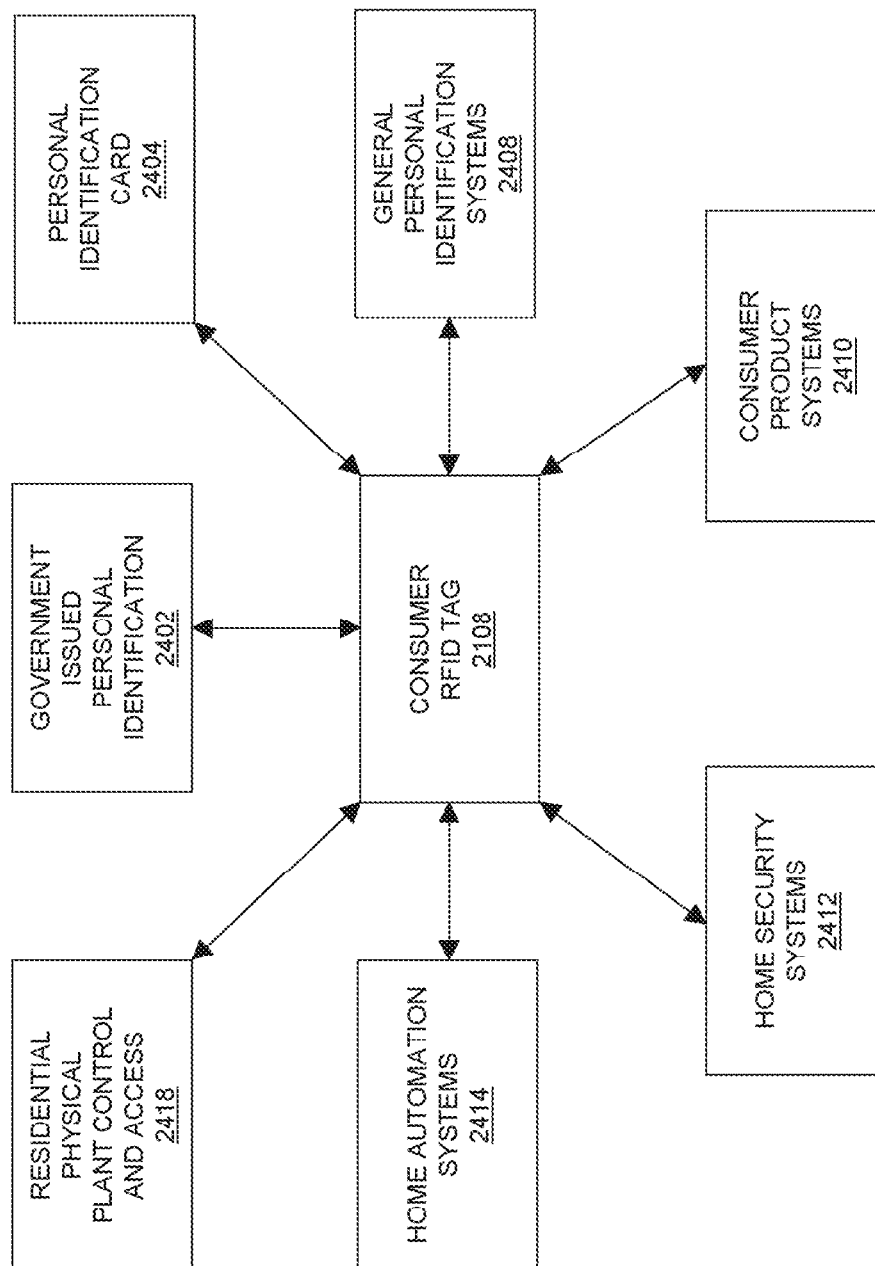 RESIDENTIAL
PHYSICAL
PLANT CONTROL
AND ACCESS
2418
GOVERNMENT
ISSUED
PERSONAL
IDENTIFICATION
2402
PERSONAL
IDENTIFICATION
CARD
2404
HOME AUTOMATION
SYSTEMS
2414
CONSUMER
RFID TAG
2108
GENERAL
PERSONAL
IDENTIFICATION
SYSTEMS
2408
HOME SECURITY
SYSTEMS
2412
CONSUMER
PRODUCT
SYSTEMS
2410